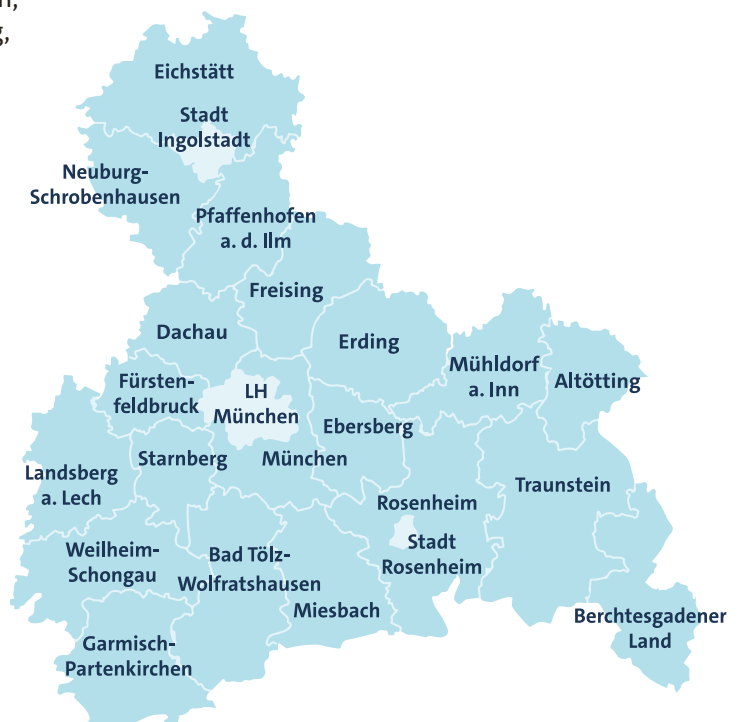 Eichstätt
Stadt
Ingolstadt
Neuburg-
Schrobenhausen
Pfaffenhofen
a. d. Ilm
Freising
Dachau
Erding
Mühldorf
a. Inn
Altötting
Fürsten-
feldbruck
LH
München
Ebersberg
Starnberg
München
Landsberg
a. Lech
Traunstein
Rosenheim
Stadt
Rosenheim
Weilheim-
Schongau
Bad Tölz-
Wolfratshausen
Miesbach
Berchtesgadener
Land
Garmisch-
Partenkirchen